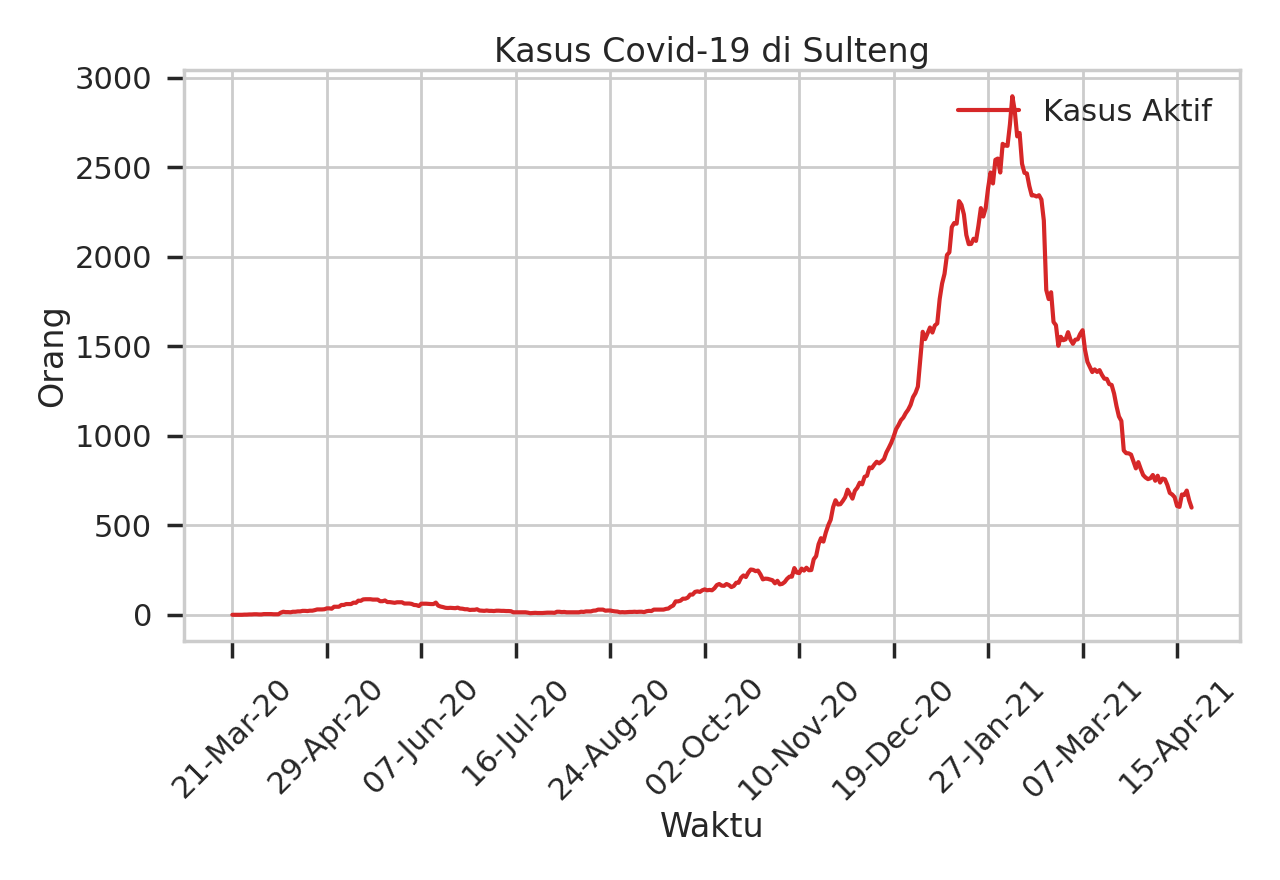 Kasus Covid-19 di Sulteng
Kasus Aktif
3000
2500
2000
1500
1000
500
0
Orang
21-Mar-20
29-Apr-20
07-Jun-20
16-Jul-20
24-Aug-20
02-Oct-20
10-Nov-20
19-Dec-20
27-Jan-21
07-Mar-21
15-Apr-21
Waktu